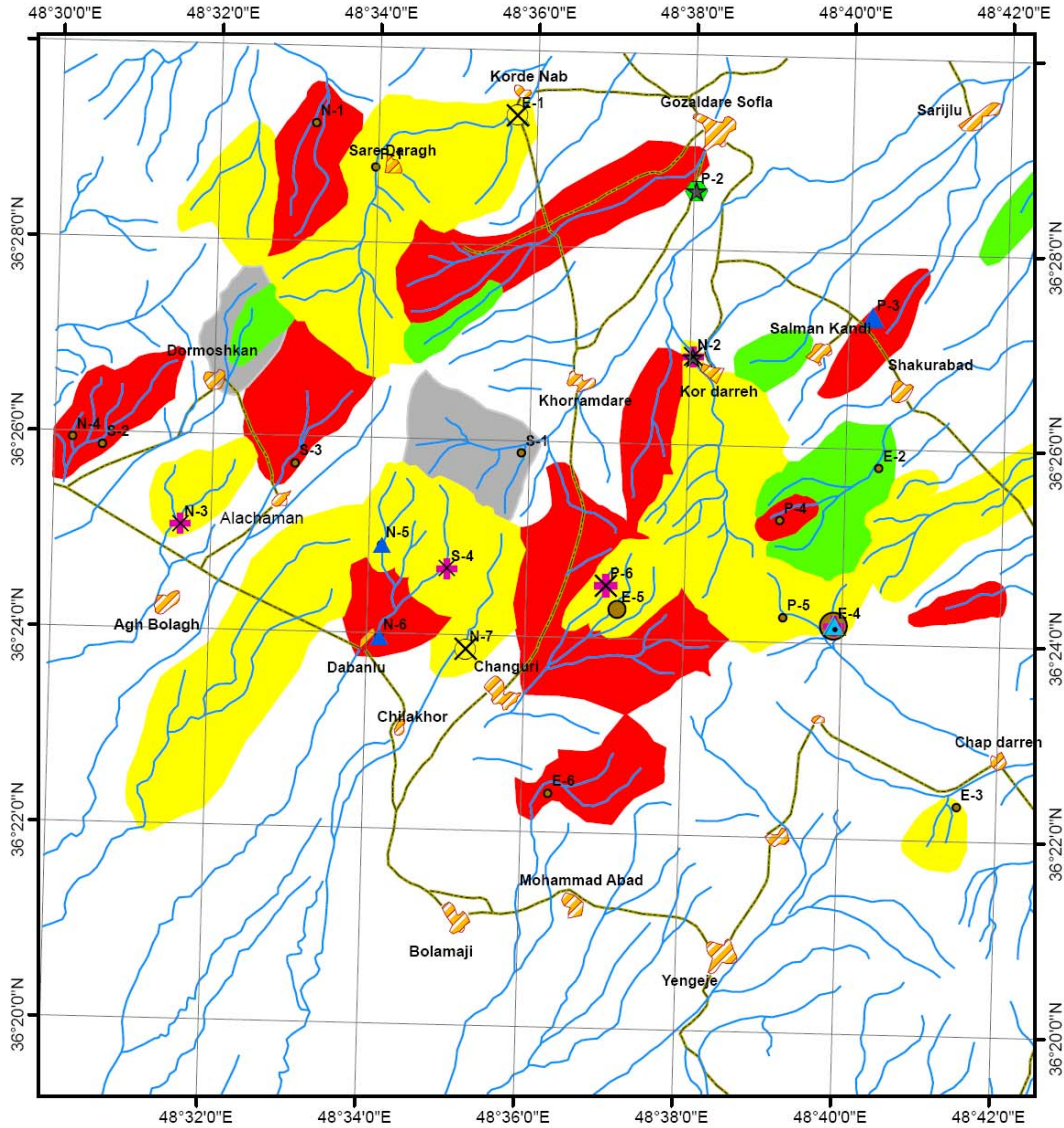 48°30'0"E 48°32'0"E 48°34'0"E 48°36'0"E 48°38'0"E 48°40'0"E 48°42'0"E
Korde Nab
E-1
Gozaldare Sofla
Sarijlu
N-1
Sare Daragh
P-1
P-2
36°28'0"N
36°28'0"N
P-3
Salman Kandi
N-2
Dormoshkan
Shakurabad
Kor darreh
Khorramdare
36°26'0"N
N-4
S-2
S-1
36°26'0"N
S-3
E-2
N-3
Alachaman
P-4
N-5
S-4
P-6
E-5
P-5
E-4
Agh Bolagh
36°24'0"N
N-6
N-7
36°24'0"N
Dabanlu
Changuri
Chilakhor
Chap darren
E-6
E-3
36°22'0"N
36°22'0"N
Mohammad Abad
Bolamaji
Yengeje
36°20'0"N
36°20'0"N
48°32'0"E 48°34'0"E 48°36'0"E 48°38'0"E 48°40'0"E 48°42'0"E